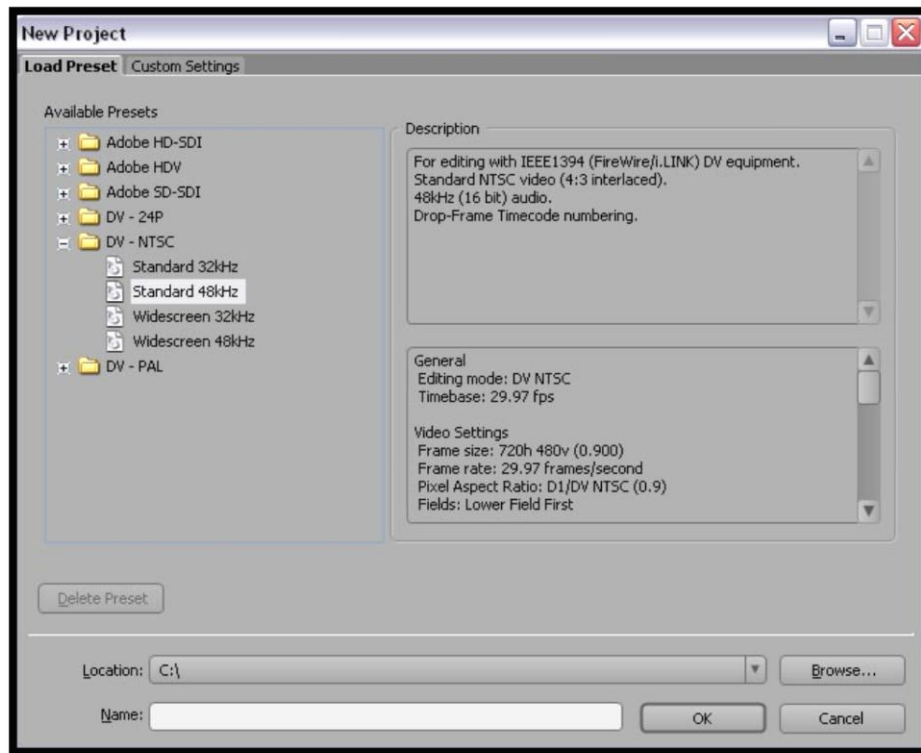 New Project
Load Preset Custom Settings
Available Presets
Adobe HD-SDI
Adobe HDV
Adobe SD-SDI
DV - 24P
DV - NTSC
Standard 32kHz
Standard 48kHz
Widescreen 32kHz
Widescreen 48kHz
DV - PAL
Description
For editing with IEEE1394 (FireWire/i.LINK) DV equipment.
Standard NTSC video (4:3 interlaced).
48kHz (16 bit) audio.
Drop-Frame Timecode numbering.
General
Editing mode: DV NTSC
Timebase: 29.97 fps
Video Settings
Frame size: 720h 480v (0.900)
Frame rate: 29.97 frames/second
Pixel Aspect Ratio: D1/DV NTSC (0.9)
Fields: Lower Field First
Delete Preset
Location: C:\ Browse...
Name: OK Cancel